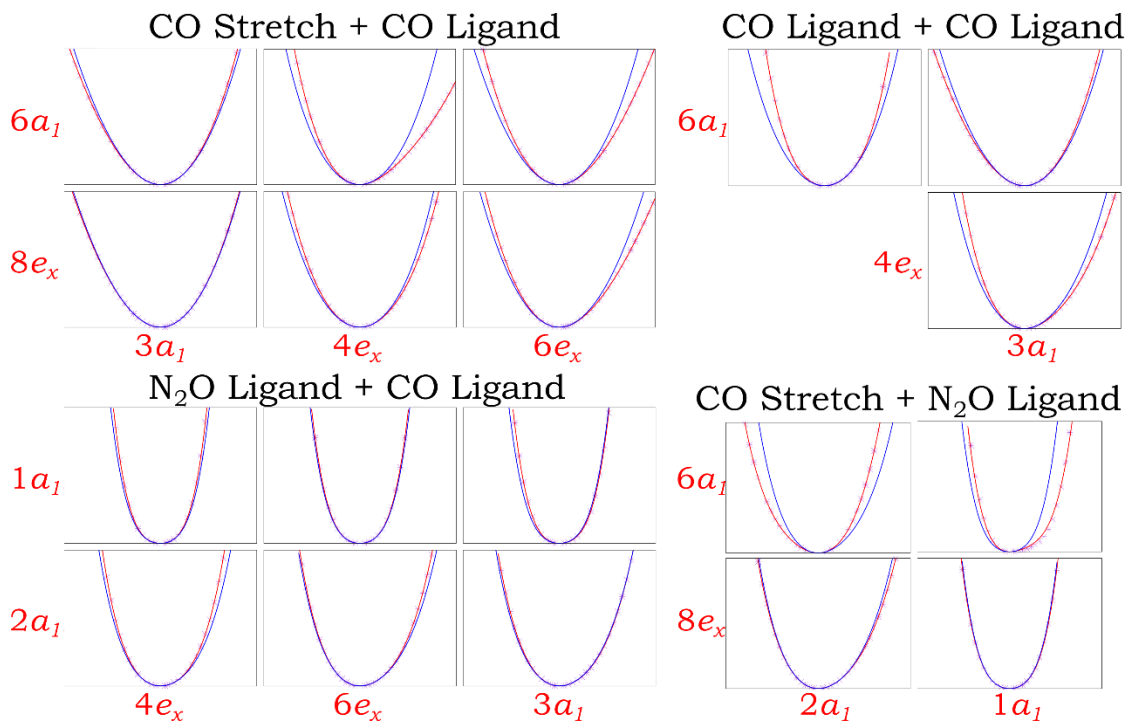 CO Stretch + CO Ligand
6a₁
8eₓ
3a₁ 4eₓ 6eₓ
CO Ligand + CO Ligand
6a₁
4eₓ
3a₁
N₂O Ligand + CO Ligand
1a₁
2a₁
4eₓ 6eₓ 3a₁
CO Stretch + N₂O Ligand
6a₁
8eₓ
2a₁ 1a₁